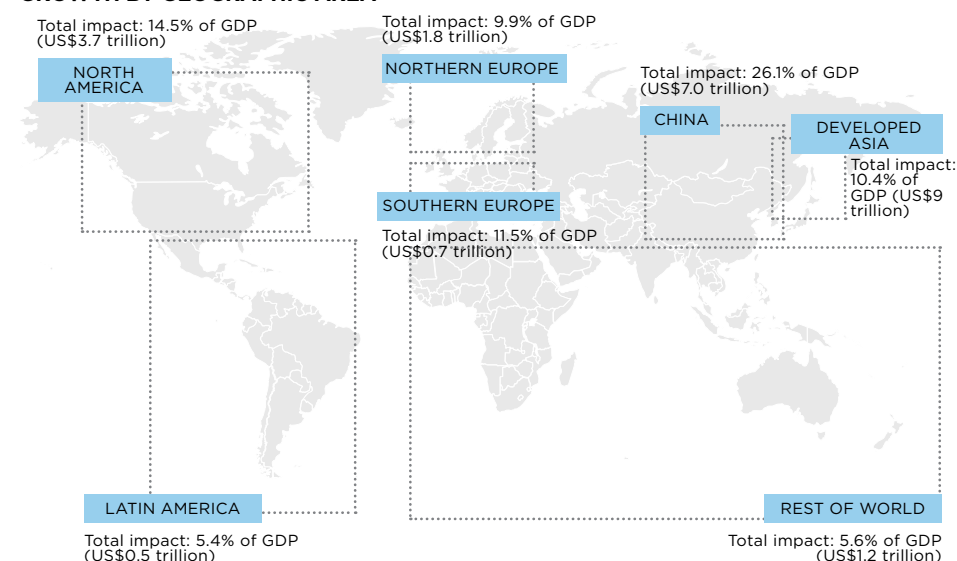 Total impact: 14.5% of GDP
(US$3.7 trillion)
NORTH
AMERICA
Total impact: 9.9% of GDP
(US$1.8 trillion)
NORTHERN EUROPE
Total impact: 26.1% of GDP
(US$7.0 trillion)
CHINA
DEVELOPED
ASIA
Total impact:
10.4% of
GDP (US$9
trillion)
SOUTHERN EUROPE
Total impact: 11.5% of GDP
(US$0.7 trillion)
LATIN AMERICA
Total impact: 5.4% of GDP
(US$0.5 trillion)
REST OF WORLD
Total impact: 5.6% of GDP
(US$1.2 trillion)